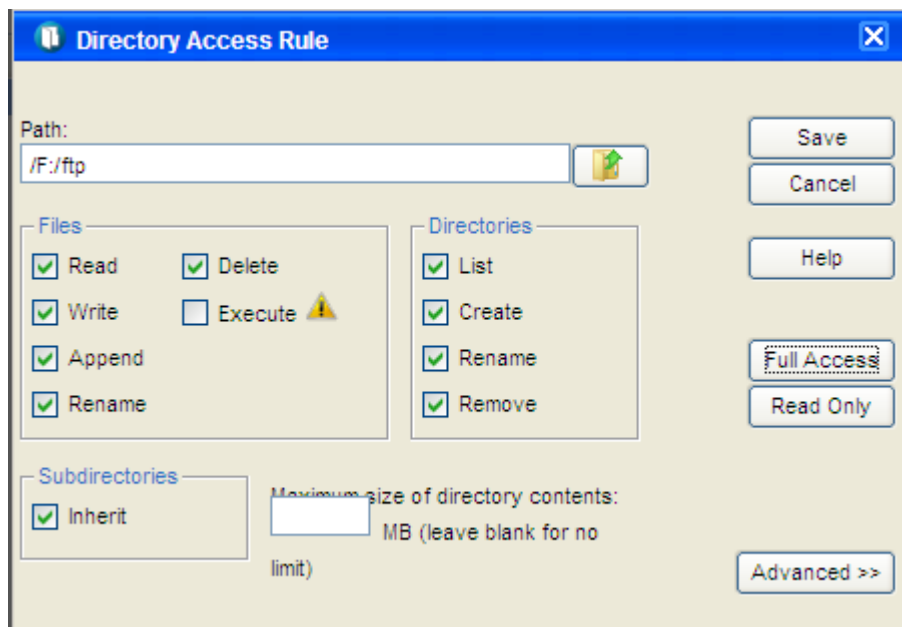 Directory Access Rule
Path:
/F:/ftp
Save
Cancel
Files
Read
Delete
Write
Execute
Append
Rename
Directories
List
Create
Rename
Remove
Help
Full Access
Read Only
Subdirectories
Inherit
Maximum size of directory contents:
MB (leave blank for no
limit)
Advanced >>